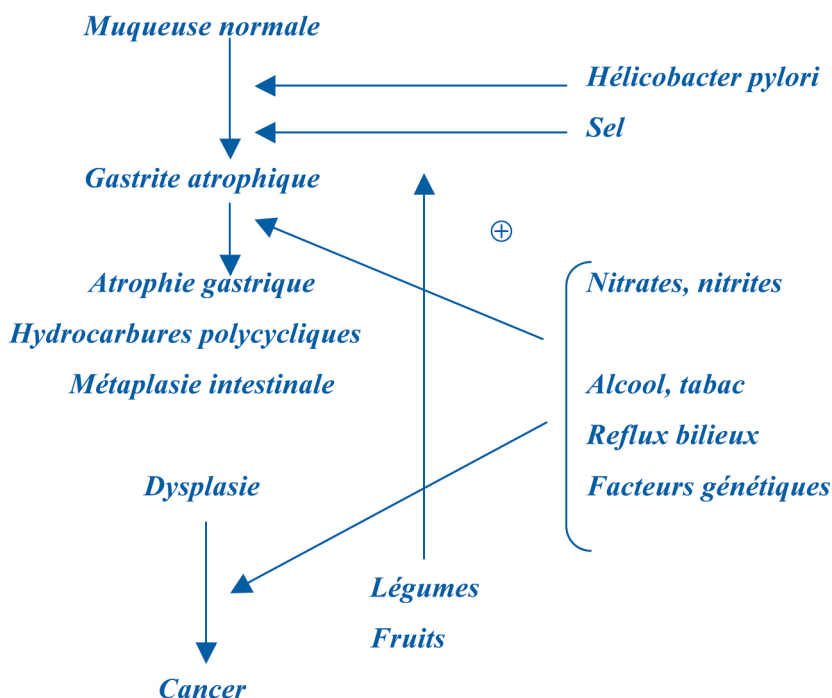 Muqueuse normale
Hélicobacter pylori
Sel
Gastrite atrophique
⊕
Atrophie gastrique
Nitrates, nitrites
Hydrocarbures polycycliques
Métaplasie intestinale
Alcool, tabac
Reflux bilieux
Dysplasie
Facteurs génétiques
Légumes
Fruits
Cancer